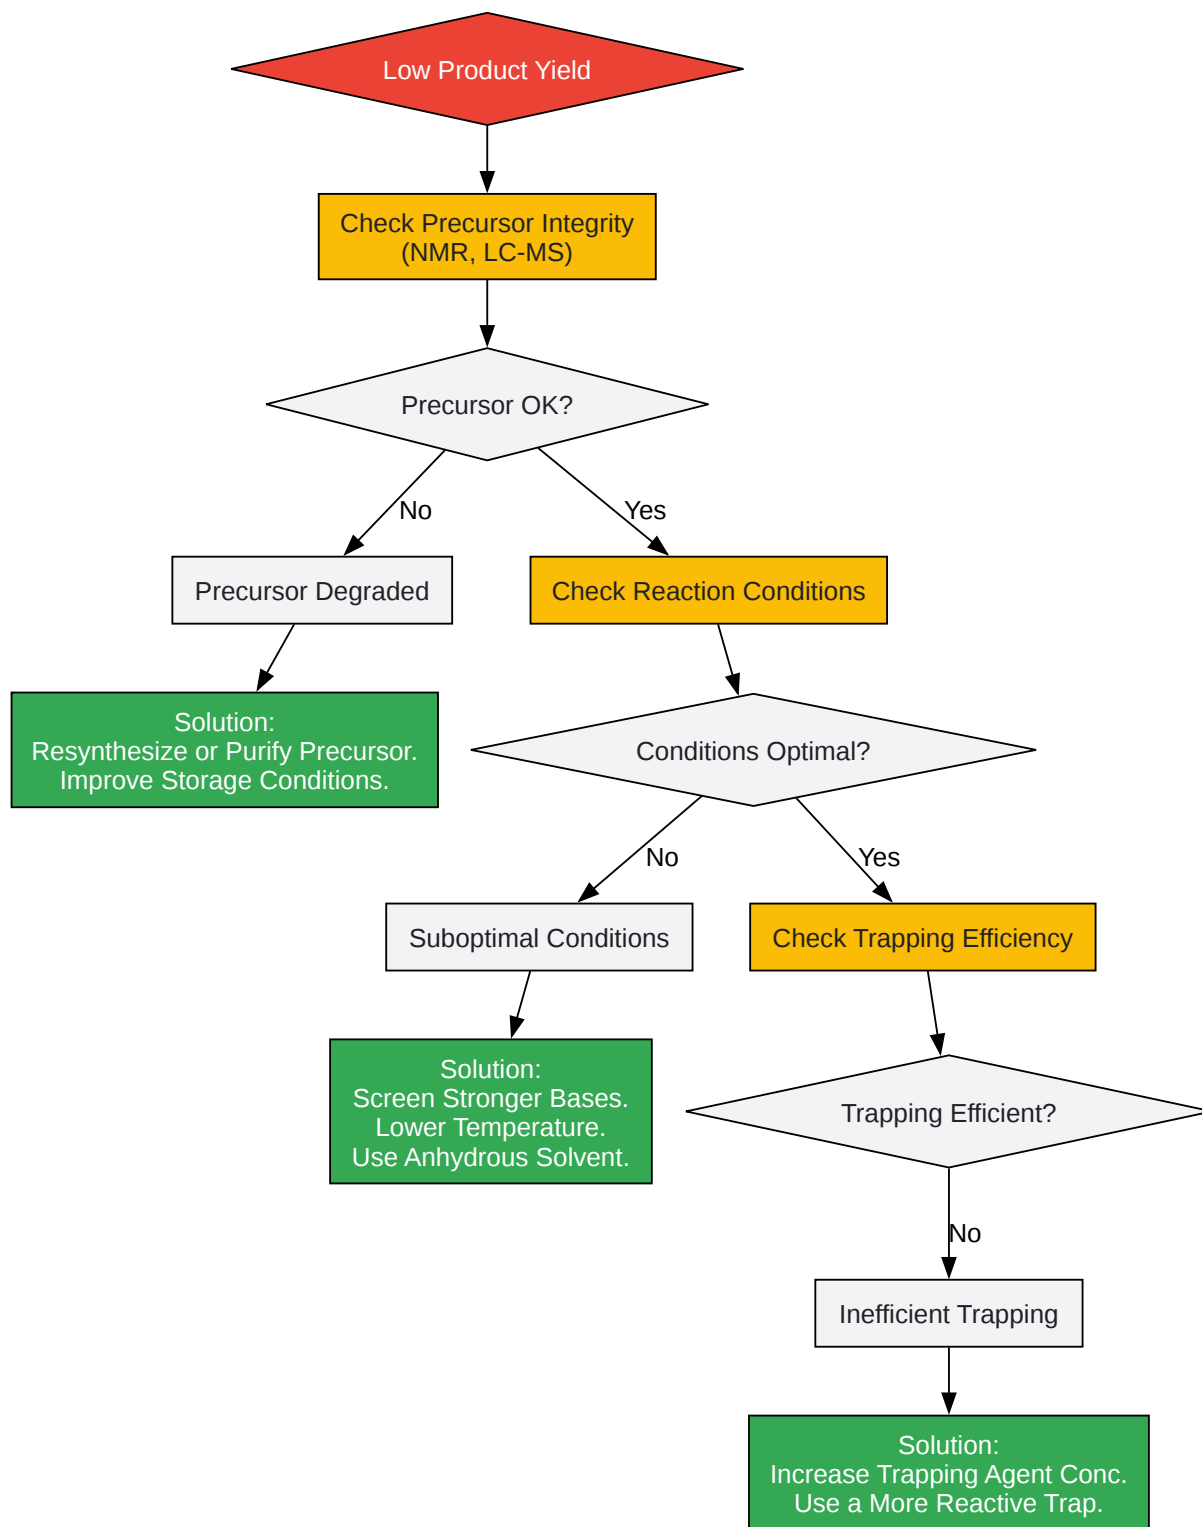 Low Product Yield
Check Precursor Integrity
(NMR, LC-MS)
Precursor OK?
No
Yes
Precursor Degraded
Check Reaction Conditions
Solution:
Resynthesize or Purify Precursor.
Improve Storage Conditions.
Conditions Optimal?
No
Yes
Suboptimal Conditions
Check Trapping Efficiency
Solution:
Screen Stronger Bases.
Lower Temperature.
Use Anhydrous Solvent.
Trapping Efficient?
No
Inefficient Trapping
Solution:
Increase Trapping Agent Conc.
Use a More Reactive Trap.